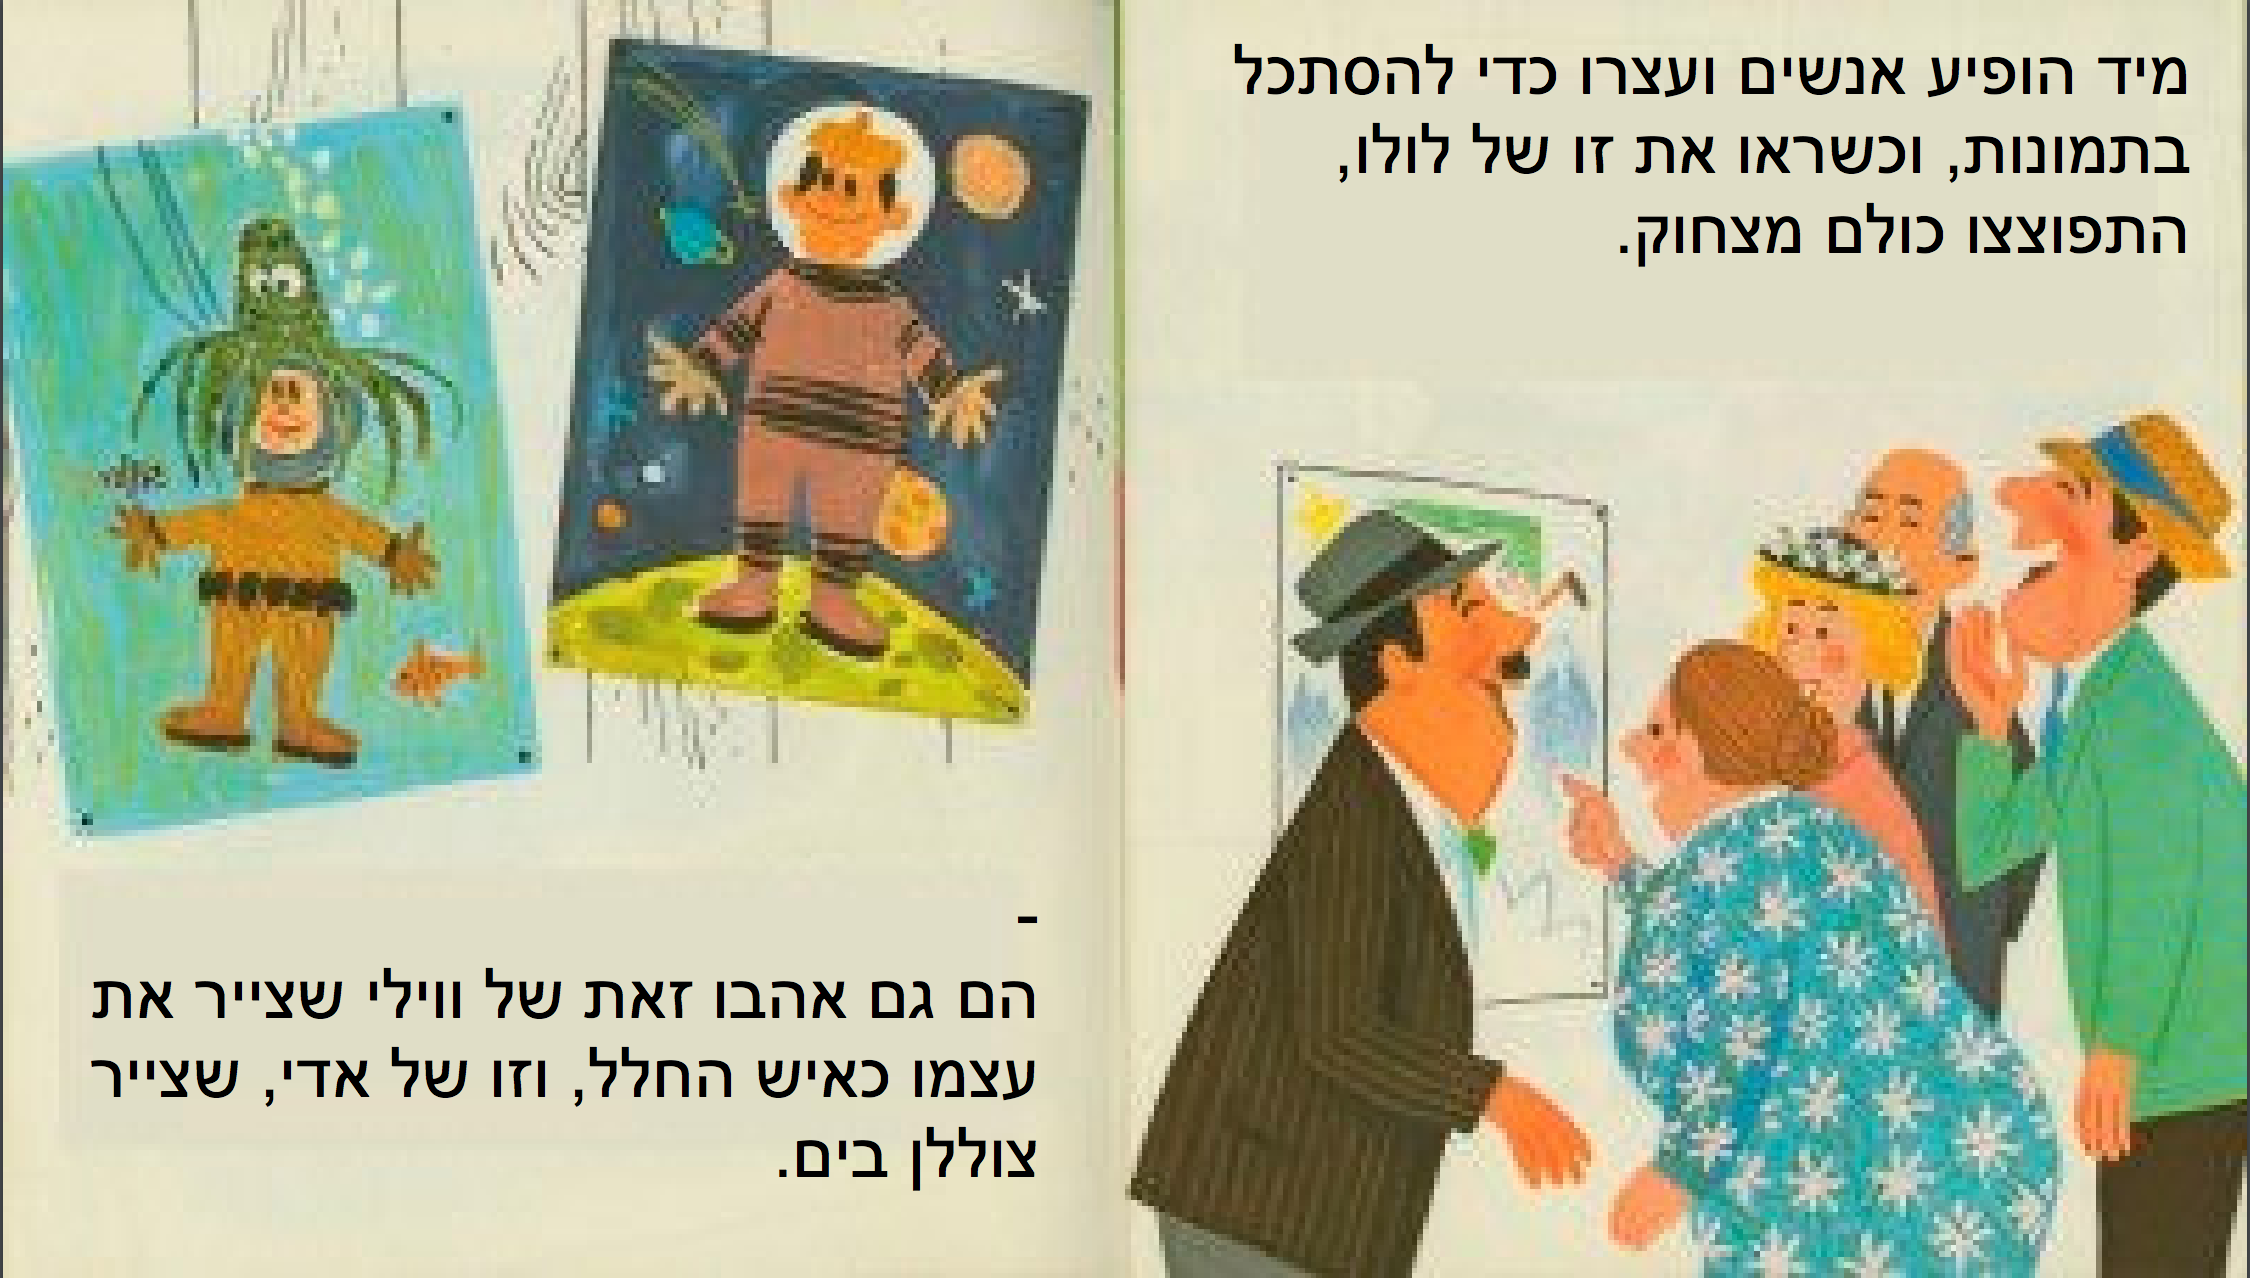 מיד הופיע אנשים ועצרו כדי להסתכל
בתמונות, וכשראו את זו של לולו,
התפוצצו כולם מצחוק.
-
הם גם אהבו זאת של ווילי שצייר את
עצמו כאיש החלל, וזו של אדי, שצייר
צוללן בים.